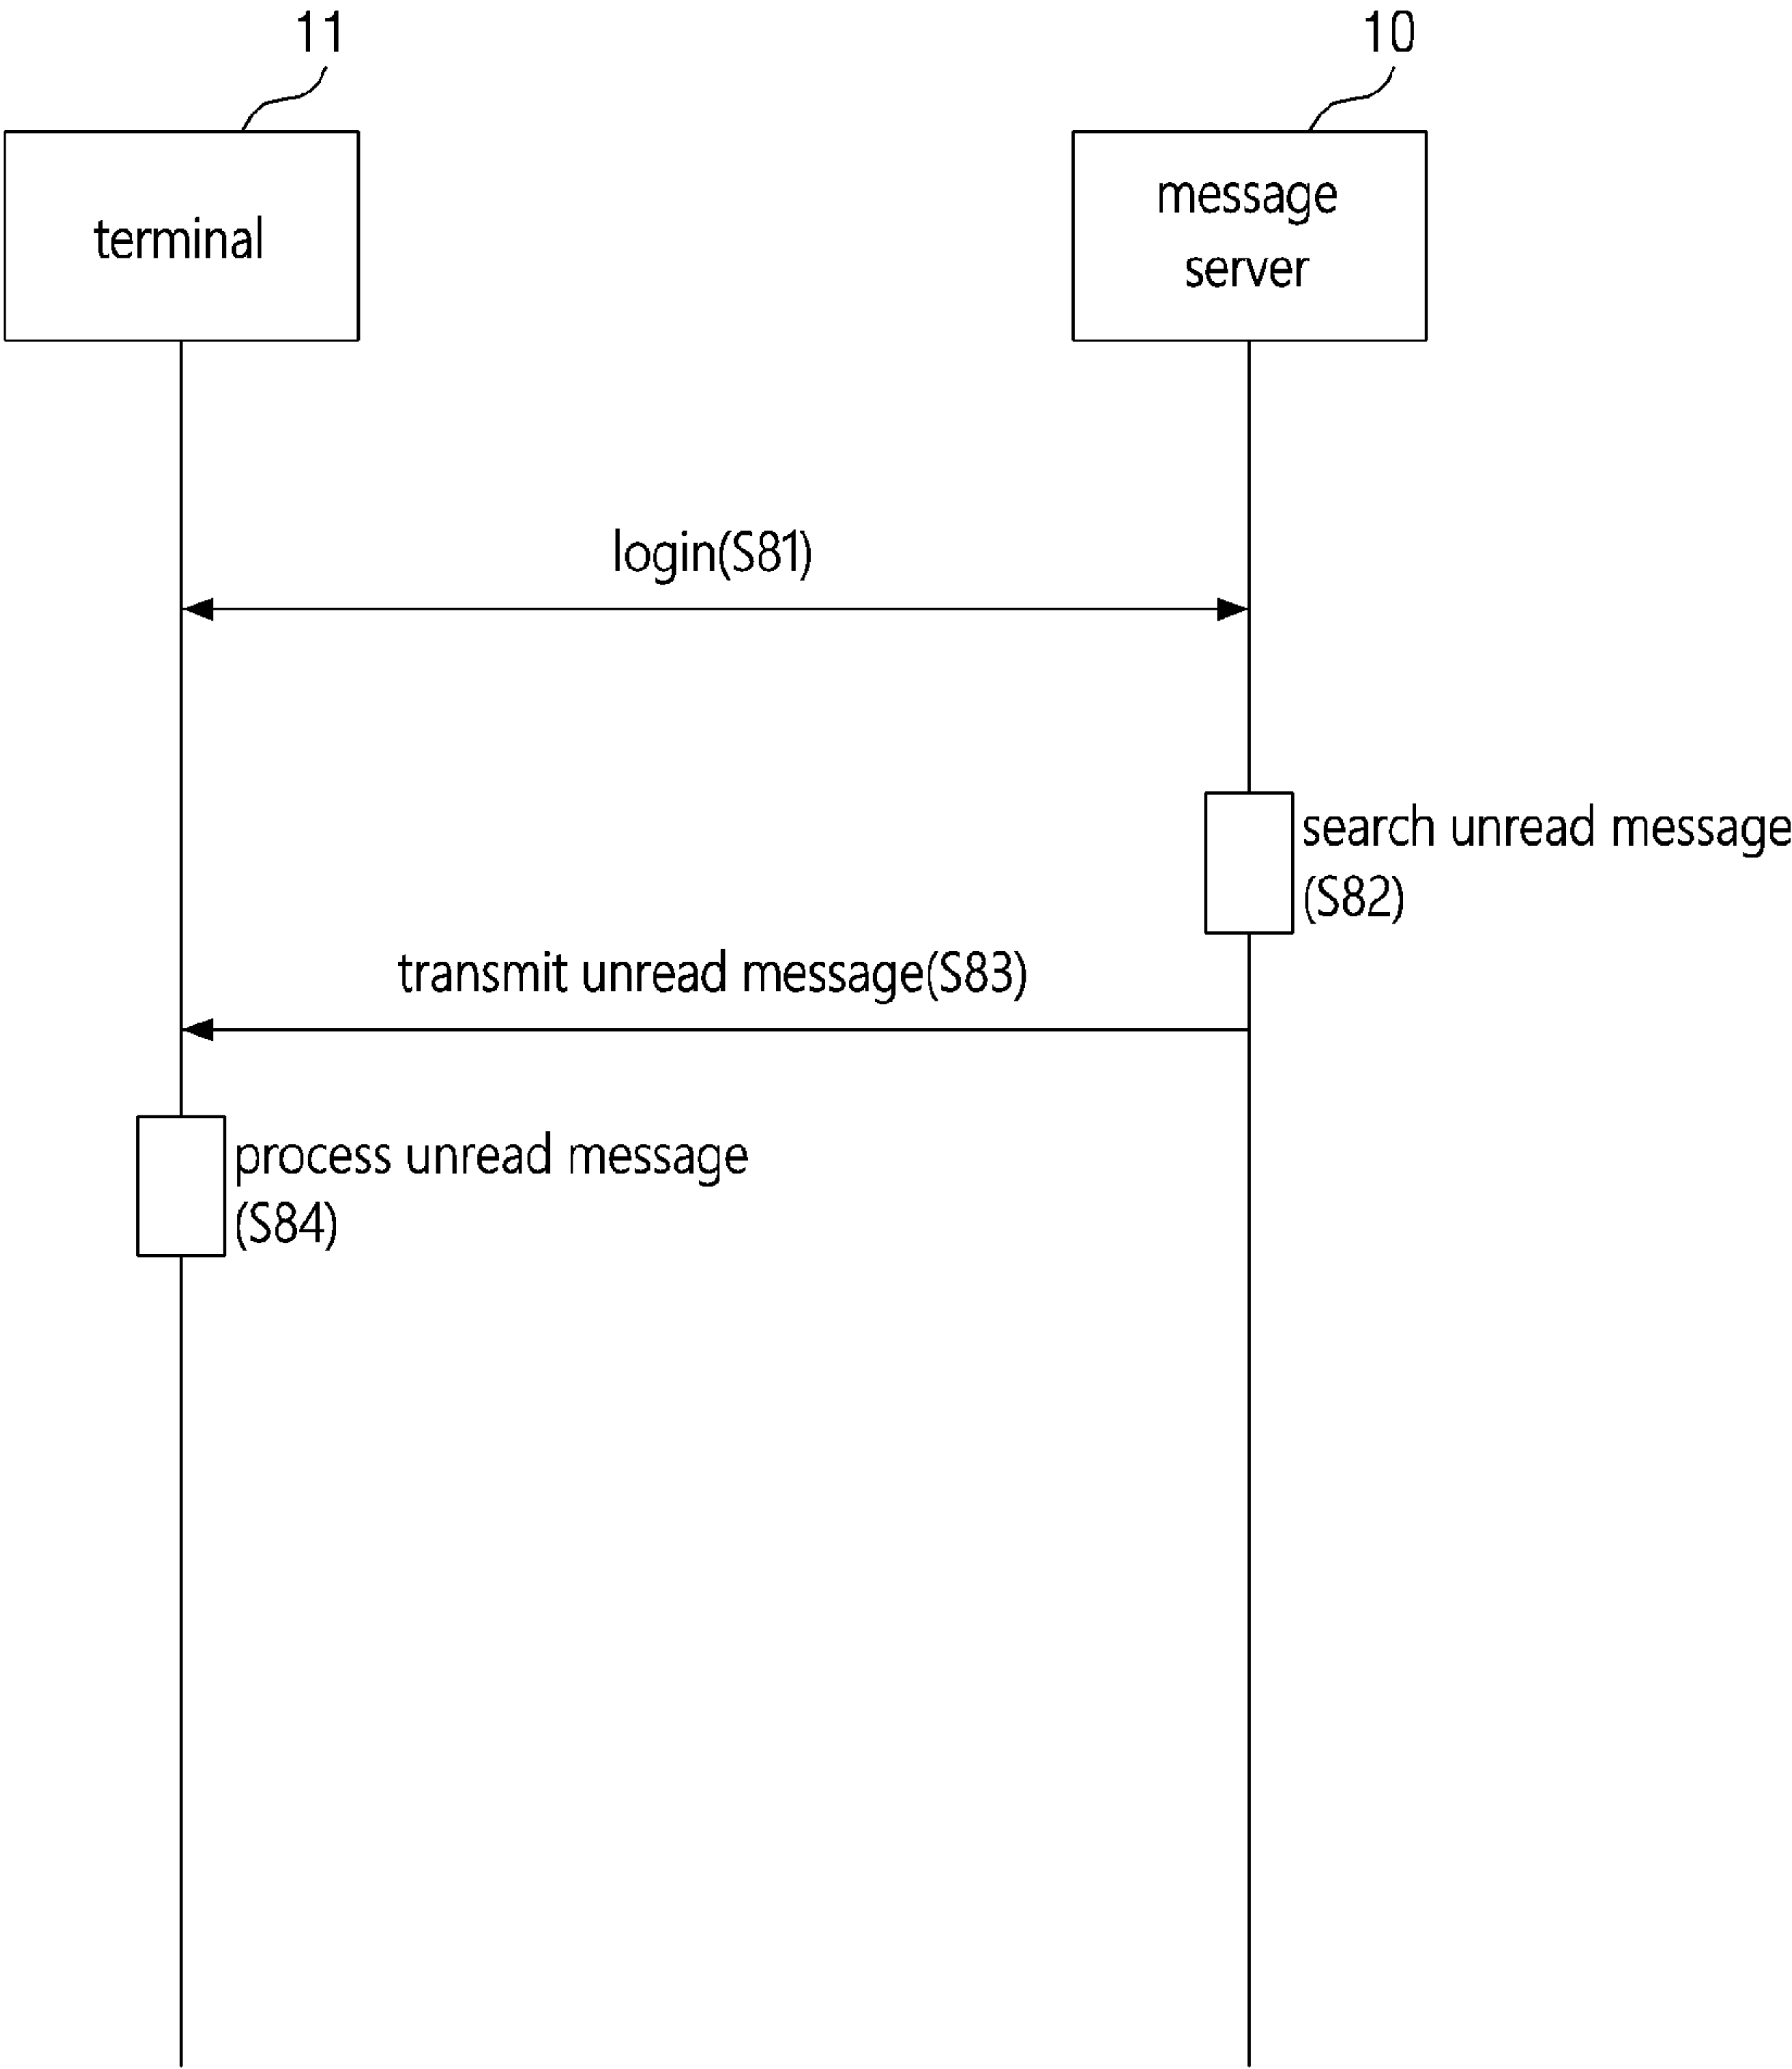 11
10
terminal
message
server
login(S81)
search unread message
(S82)
transmit unread message(S83)
process unread message
(S84)